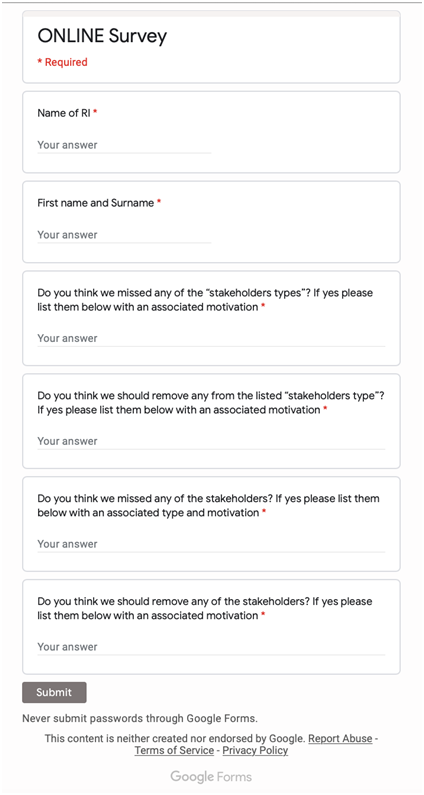 ONLINE Survey
* Required
Name of RI *
Your answer
First name and Surname *
Your answer
Do you think we missed any of the “stakeholders types”? If yes please
list them below with an associated motivation *
Your answer
Do you think we should remove any from the listed “stakeholders type”?
If yes please list them below with an associated motivation *
Your answer
Do you think we missed any of the stakeholders? If yes please list them
below with an associated type and motivation *
Your answer
Do you think we should remove any of the stakeholders? If yes please
list them below with an associated motivation *
Your answer
Submit
Never submit passwords through Google Forms.
This content is neither created nor endorsed by Google. Report Abuse -
Terms of Service - Privacy Policy
Google Forms